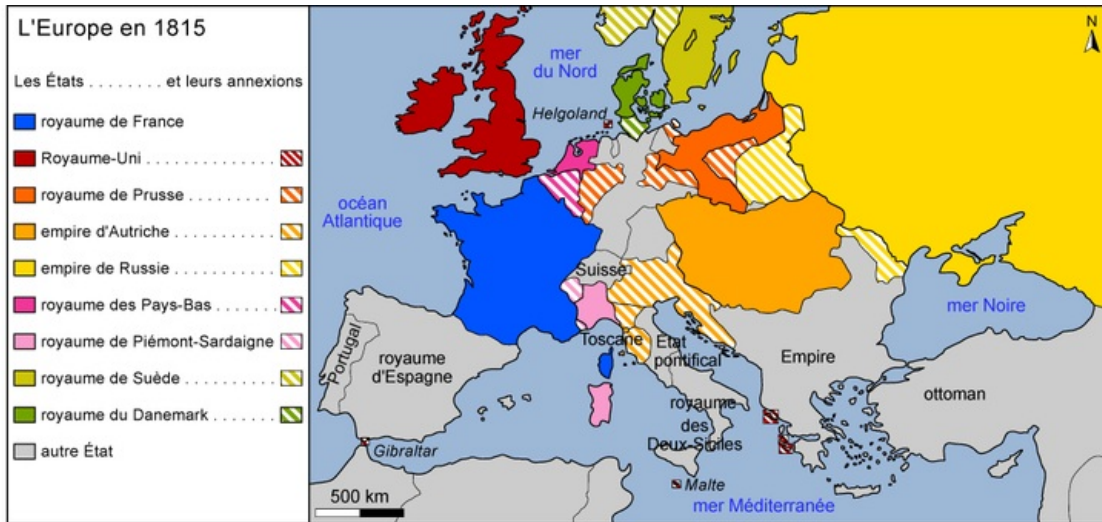 L'Europe en 1815
Les États . . . . . . . . et leurs annexions
royaume de France
Royaume-Uni . . . . . . . . . . . . .
royaume de Prusse . . . . . . . . .
empire d'Autriche . . . . . . . . . .
empire de Russie . . . . . . . . . .
royaume des Pays-Bas . . . . . .
royaume de Piémont-Sardaigne
royaume de Suède . . . . . . . . .
royaume du Danemark . . . . . . .
autre État
N
mer
du Nord
Helgoland
océan
Atlantique
Suisse
mer Noire
Toscane
État
pontifical
Portugal
royaume
d'Espagne
Empire
ottoman
royaume
des
Deux-Siciles
Gibraltar
Malte
mer Méditerranée
500 km